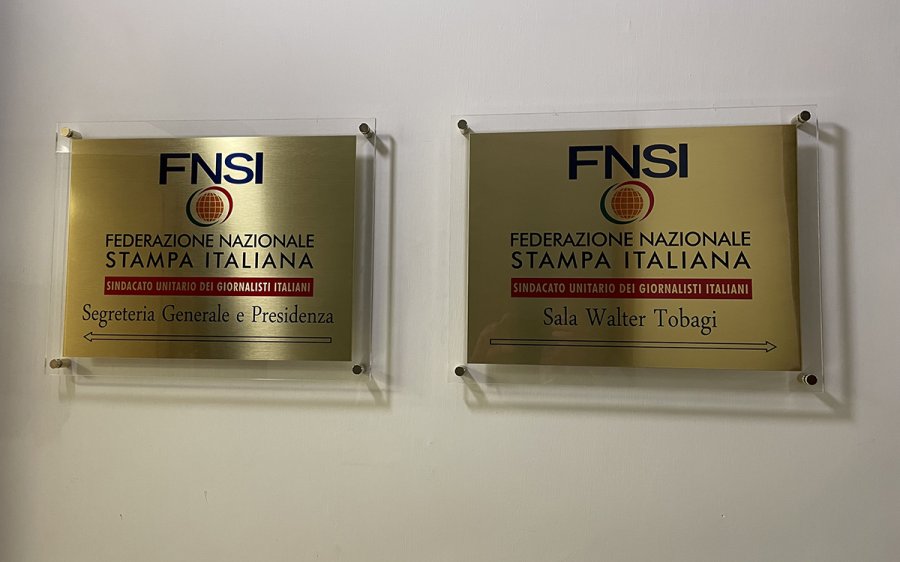 FNSI
FEDERAZIONE NAZIONALE
STAMPA ITALIANA
SINDACATO UNITARIO DEI GIORNALISTI ITALIANI
Segreteria Generale e Presidenza
FNSI
FEDERAZIONE NAZIONALE
STAMPA ITALIANA
SINDACATO UNITARIO DEI GIORNALISTI ITALIANI
Sala Walter Tobagi